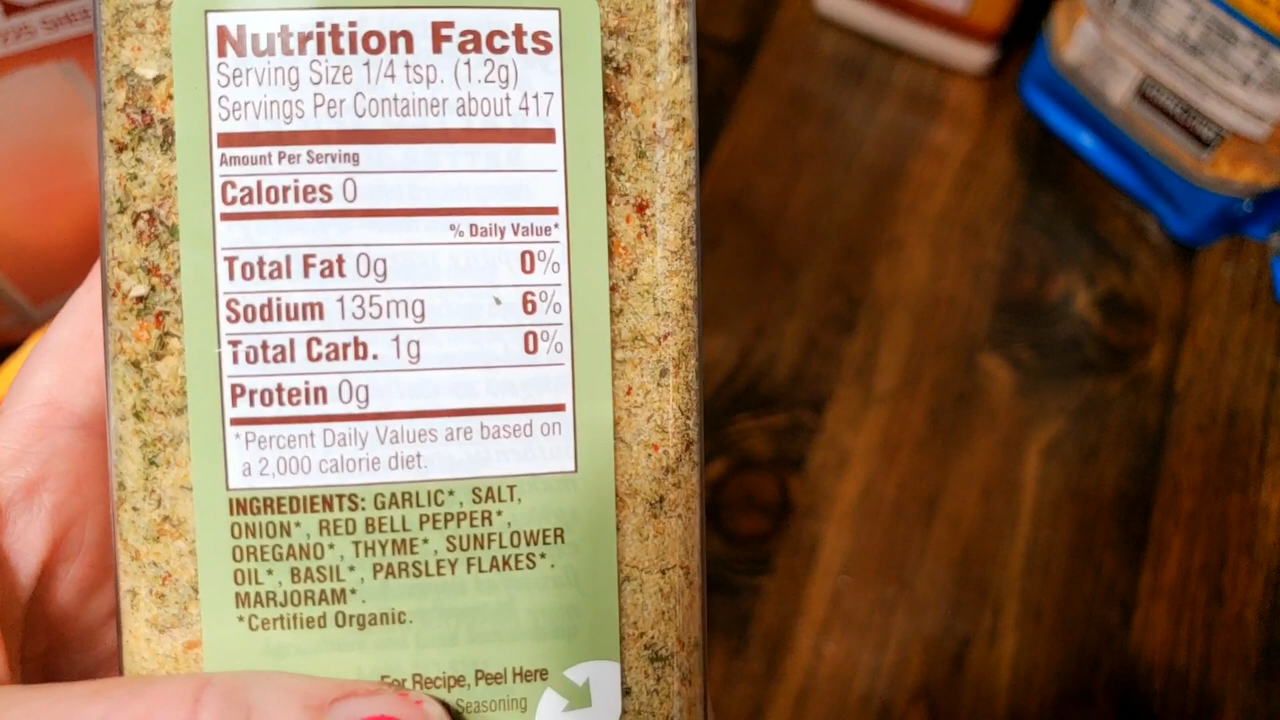 Nutrition Facts
Serving Size 1/4 tsp. (1.2g)
Servings Per Container about 417
Amount Per Serving
Calories 0
% Daily Value*
Total Fat 0g 0%
Sodium 135mg 6%
Total Carb. 1g 0%
Protein 0g
*Percent Daily Values are based on
a 2,000 calorie diet.
INGREDIENTS: GARLIC*, SALT,
ONION*, RED BELL PEPPER*,
OREGANO*, THYME*, SUNFLOWER
OIL*, BASIL*, PARSLEY FLAKES*.
MARJORAM*.
*Certified Organic.
For Recipe, Peel Here
Seasoning